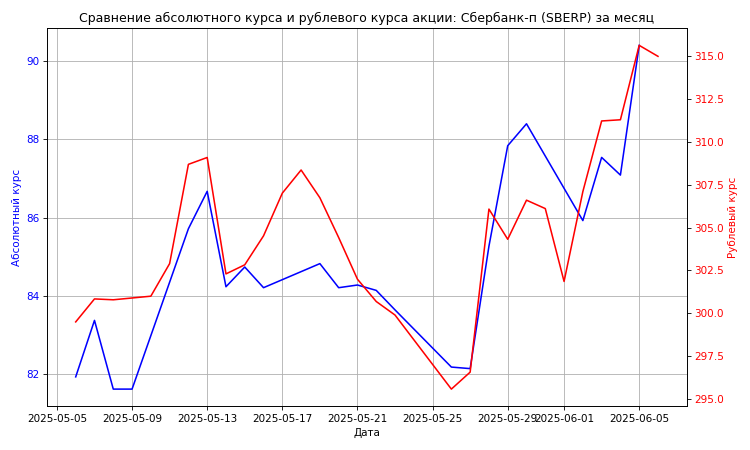 Сравнение абсолютного курса и рублевого курса акции: Сбербанк-п (SBERP) за месяц
90
88
86
84
82
Абсолютный курс
315.0
312.5
310.0
307.5
305.0
302.5
300.0
297.5
295.0
Рублевый курс
2025-05-05 2025-05-09 2025-05-13 2025-05-17 2025-05-21 2025-05-25 2025-05-29 2025-06-01 2025-06-05
Дата